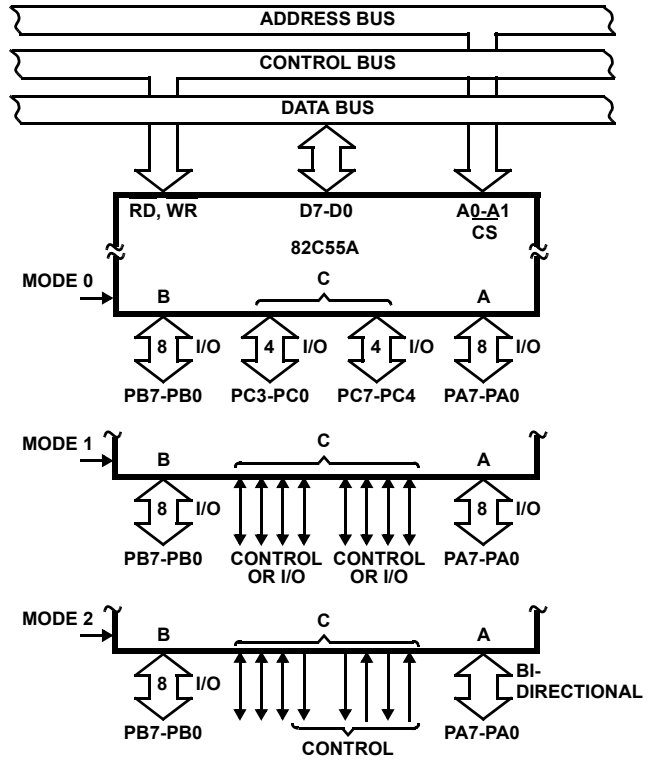 ADDRESS BUS
CONTROL BUS
DATA BUS
RD, WR D7-D0 A0-A1
CS
82C55A
MODE 0
B C A
8 I/O 4 I/O 4 I/O 8 I/O
PB7-PB0 PC3-PC0 PC7-PC4 PA7-PA0
MODE 1
B C A
8 I/O 8 I/O
PB7-PB0 CONTROL OR I/O CONTROL OR I/O PA7-PA0
MODE 2
B C A
8 I/O BI-
DIRECTIONAL
PB7-PB0 CONTROL PA7-PA0